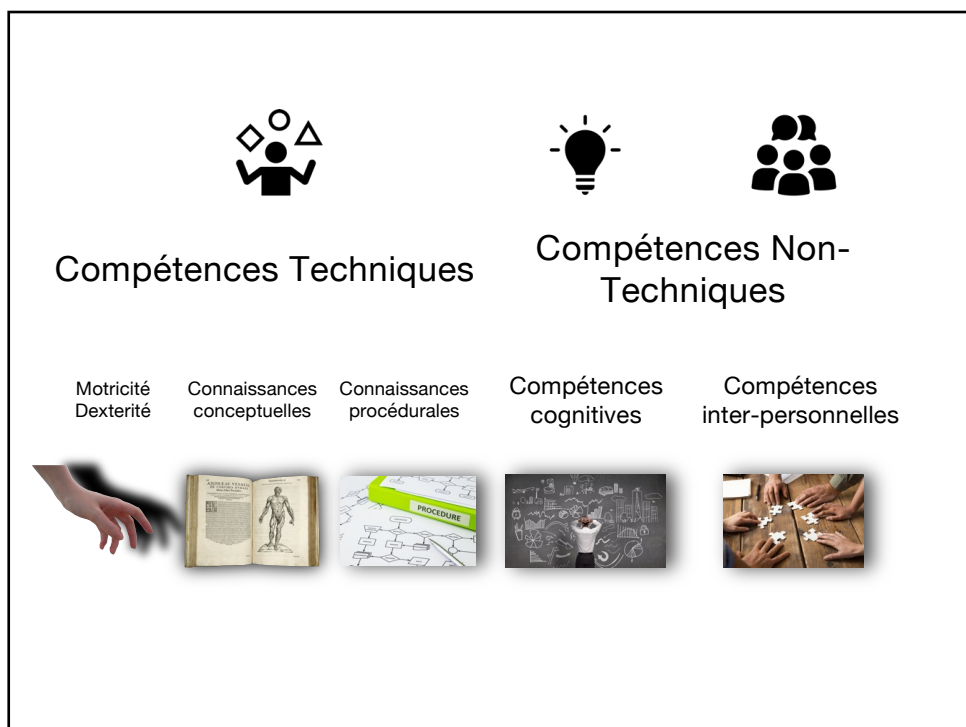 Compétences Techniques
Compétences Non-
Techniques
Motricité
Dexterité
Connaissances
conceptuelles
Connaissances
procédurales
Compétences
cognitives
Compétences
inter-personnelles
PROCEDURE